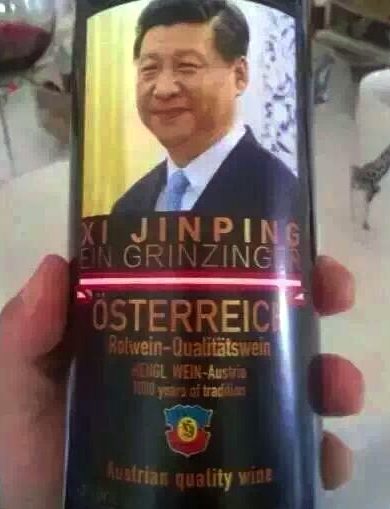 XI JINPING
EIN GRINZINGER
ÖSTERREICH
Rotwein-Qualitätswein
HENGL WEIN-Austria
1000 years of tradition
Austrian quality wine